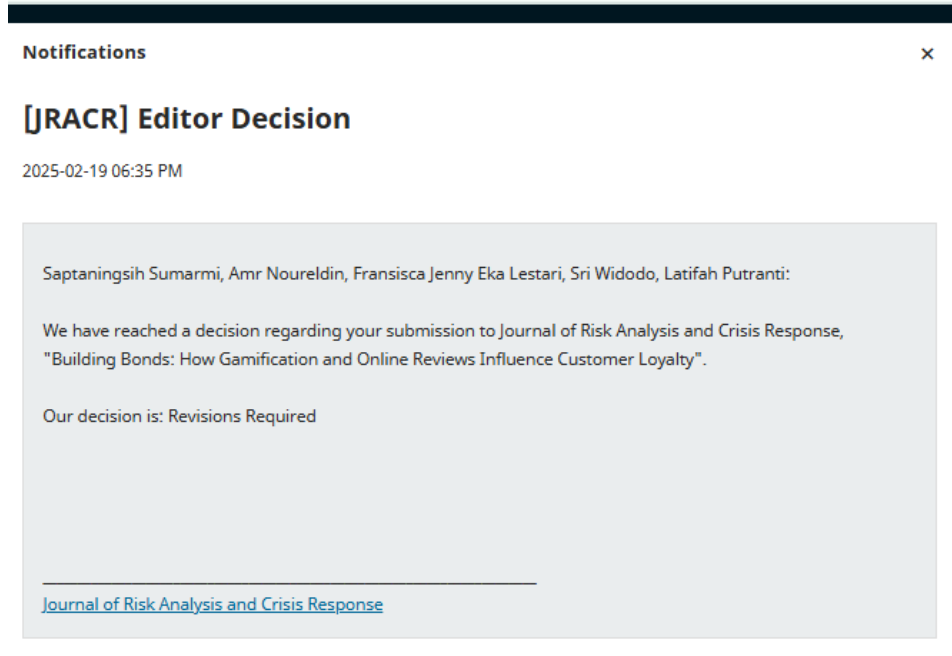 Notifications
×
[JRACR] Editor Decision
2025-02-19 06:35 PM
Saptaningsih Sumarmi, Amr Noureldin, Fransisca Jenny Eka Lestari, Sri Widodo, Latifah Putranti:
We have reached a decision regarding your submission to Journal of Risk Analysis and Crisis Response,
"Building Bonds: How Gamification and Online Reviews Influence Customer Loyalty".
Our decision is: Revisions Required
Journal of Risk Analysis and Crisis Response